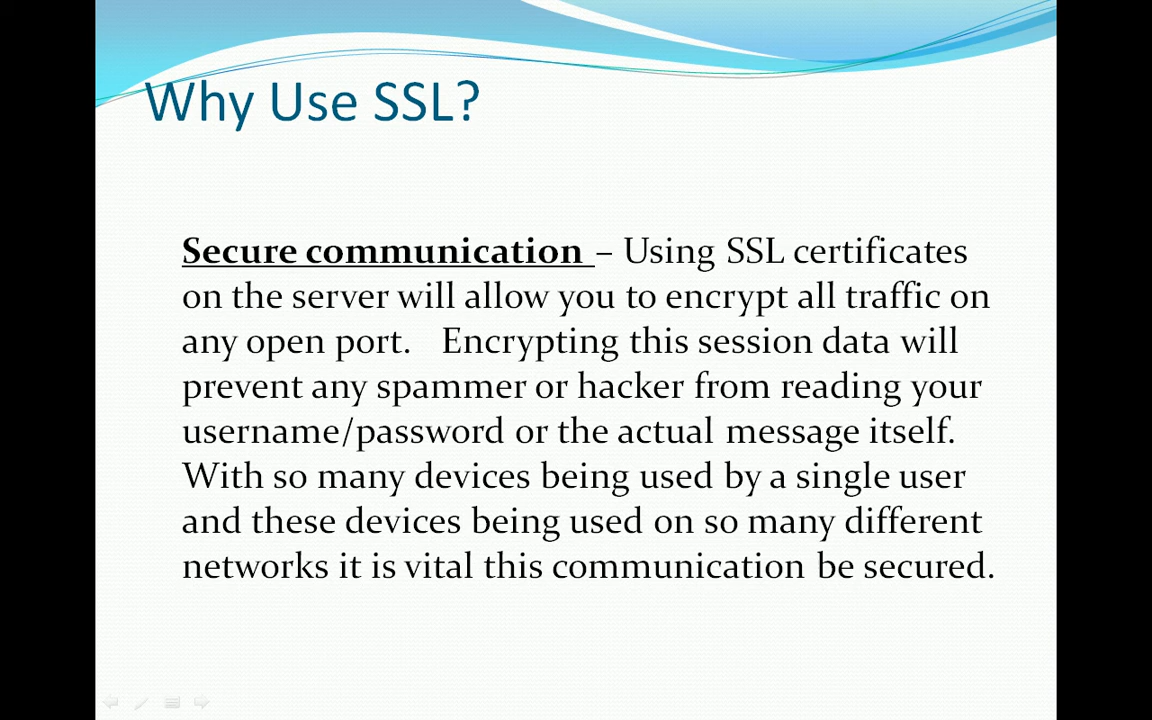 Why Use SSL?
Secure communication – Using SSL certificates
on the server will allow you to encrypt all traffic on
any open port.   Encrypting this session data will
prevent any spammer or hacker from reading your
username/password or the actual message itself.
With so many devices being used by a single user
and these devices being used on so many different
networks it is vital this communication be secured.